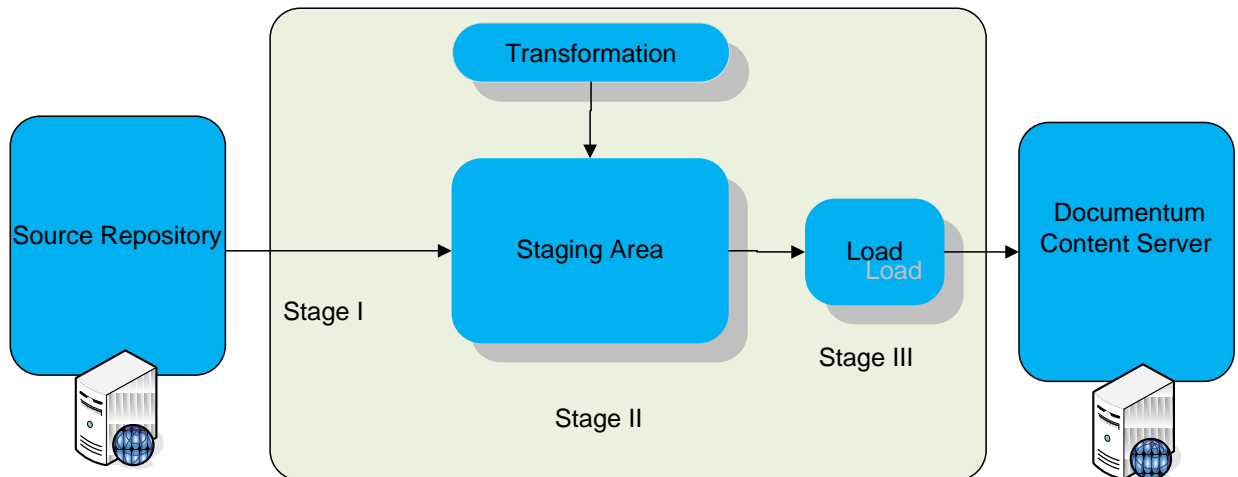 Transformation
Source Repository
Staging Area
Load
Load
Documentum
Content Server
Stage I
Stage III
Stage II